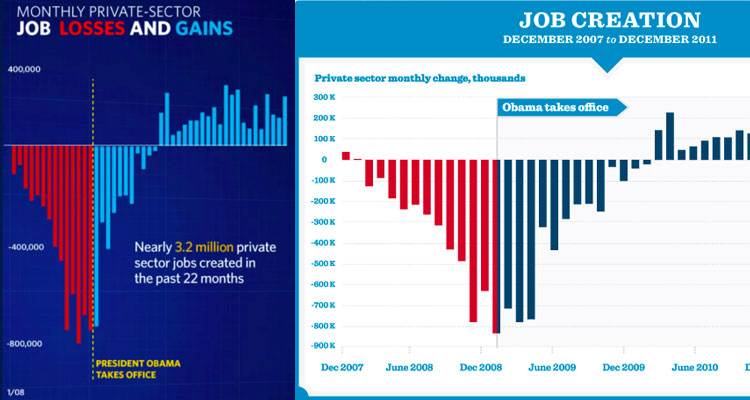 MONTHLY PRIVATE-SECTOR
JOB LOSSES AND GAINS
400,000
-400,000
-800,000
Nearly 3.2 million private
sector jobs created in
the past 22 months
PRESIDENT OBAMA
TAKES OFFICE
1/08
JOB CREATION
DECEMBER 2007 to DECEMBER 2011
Private sector monthly change, thousands
Obama takes office
300 K
200 K
100 K
0
-100 K
-200 K
-300 K
-400 K
-500 K
-600 K
-700 K
-800 K
-900 K
Dec 2007
June 2008
Dec 2008
June 2009
Dec 2009
June 2010
D